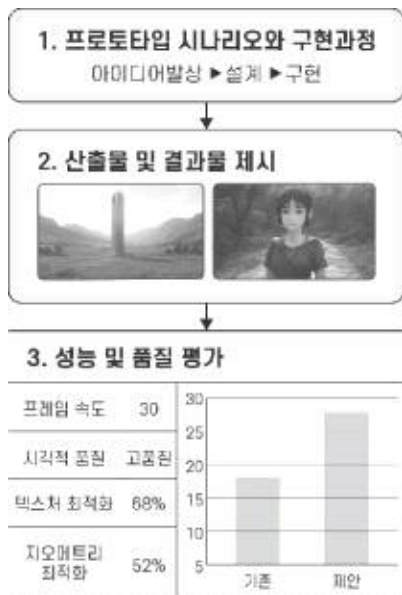 1. 프로토타입 시나리오와 구현과정
아이디어발상 ▶ 설계 ▶ 구현
2. 산출물 및 결과물 제시
3. 성능 및 품질 평가
프레임 속도 30
시각적 품질 고품질
텍스처 최적화 68%
지오메트리
최적화 52%
30
25
20
15
10
5
기존 제안